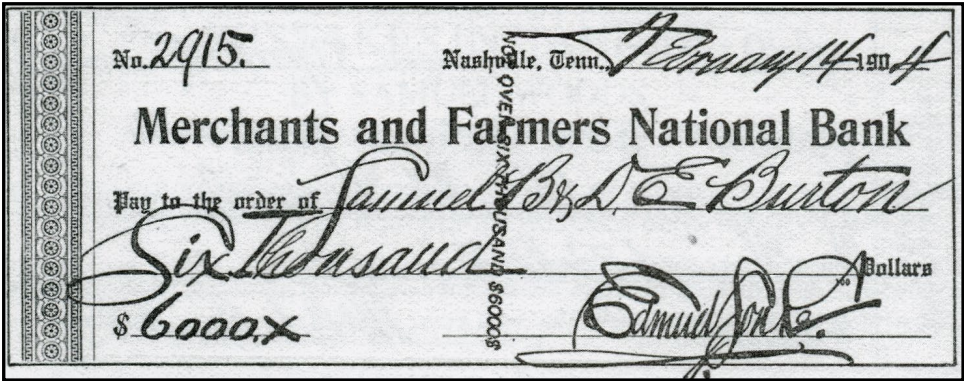 No. 2915. Nashville, Tenn. February 14 1904
Merchants and Farmers National Bank
Pay to the order of Samuel B & D. E Burton
Six Thousand Dollars
$ 6000.X
NOT OVER SIX THOUSAND $6000$